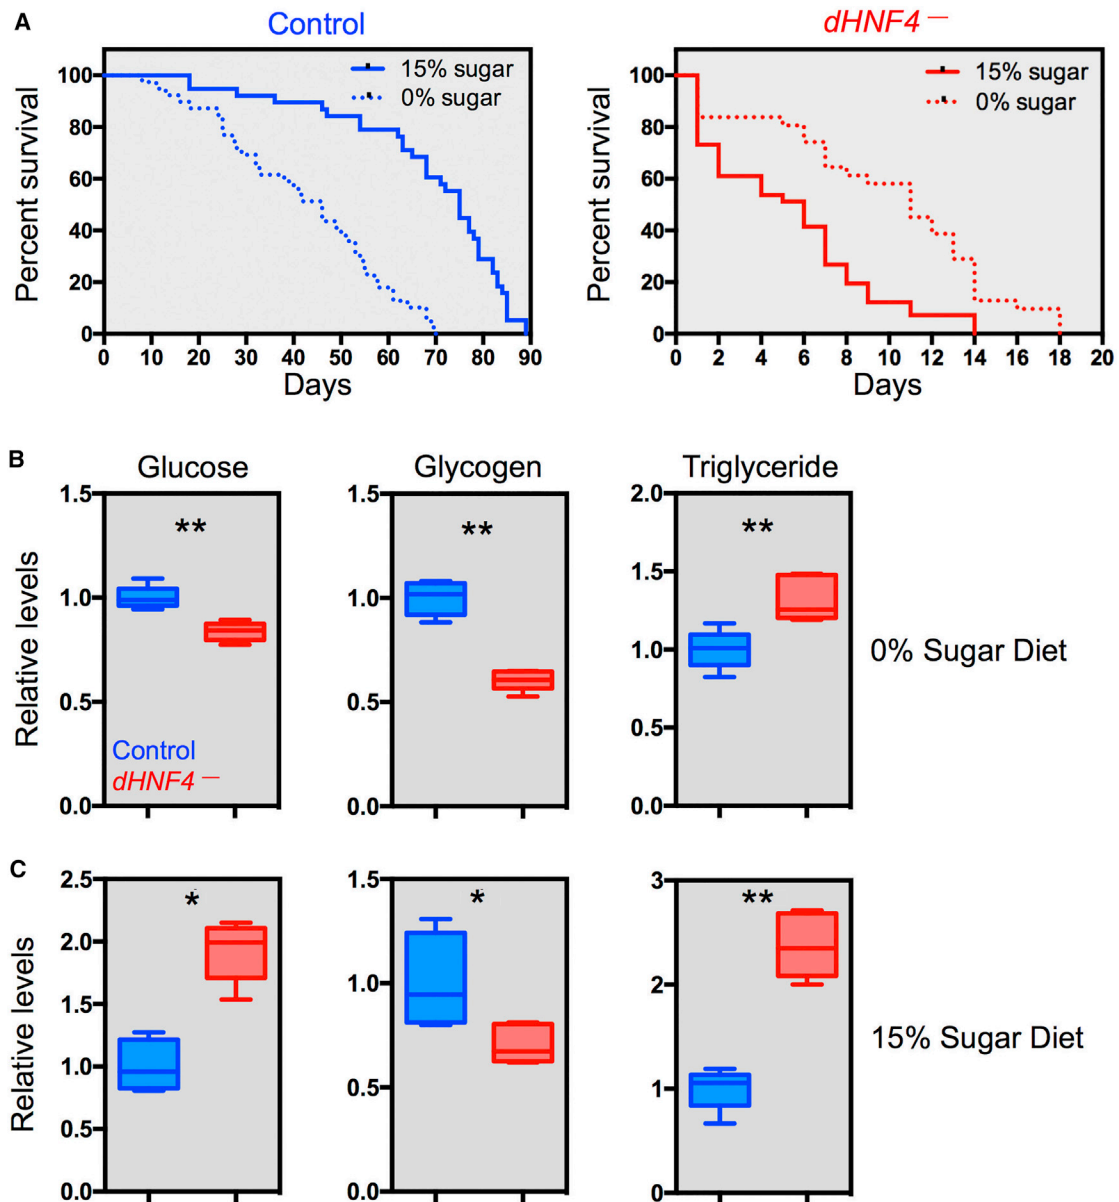 A
Control
dHNF4 —
15% sugar
0% sugar
15% sugar
0% sugar
Percent survival
100
80
60
40
20
0
0 10 20 30 40 50 60 70 80 90
Days
Percent survival
100
80
60
40
20
0
0 2 4 6 8 10 12 14 16 18 20
Days
B
Glucose
Glycogen
Triglyceride
Relative levels
1.5
1.0
0.5
0.0
**
Control
dHNF4 —
1.5
1.0
0.5
0.0
**
2.0
1.5
1.0
0.5
0.0
**
0% Sugar Diet
C
Relative levels
2.5
2.0
1.5
1.0
0.5
0.0
*
1.5
1.0
0.5
0.0
*
3
2
1
0
**
15% Sugar Diet